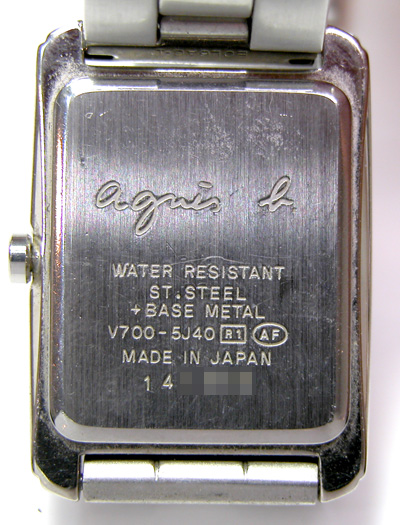 agnès b
WATER RESISTANT
ST.STEEL
+BASE METAL
V700-5J40 R1 AF
MADE IN JAPAN
14